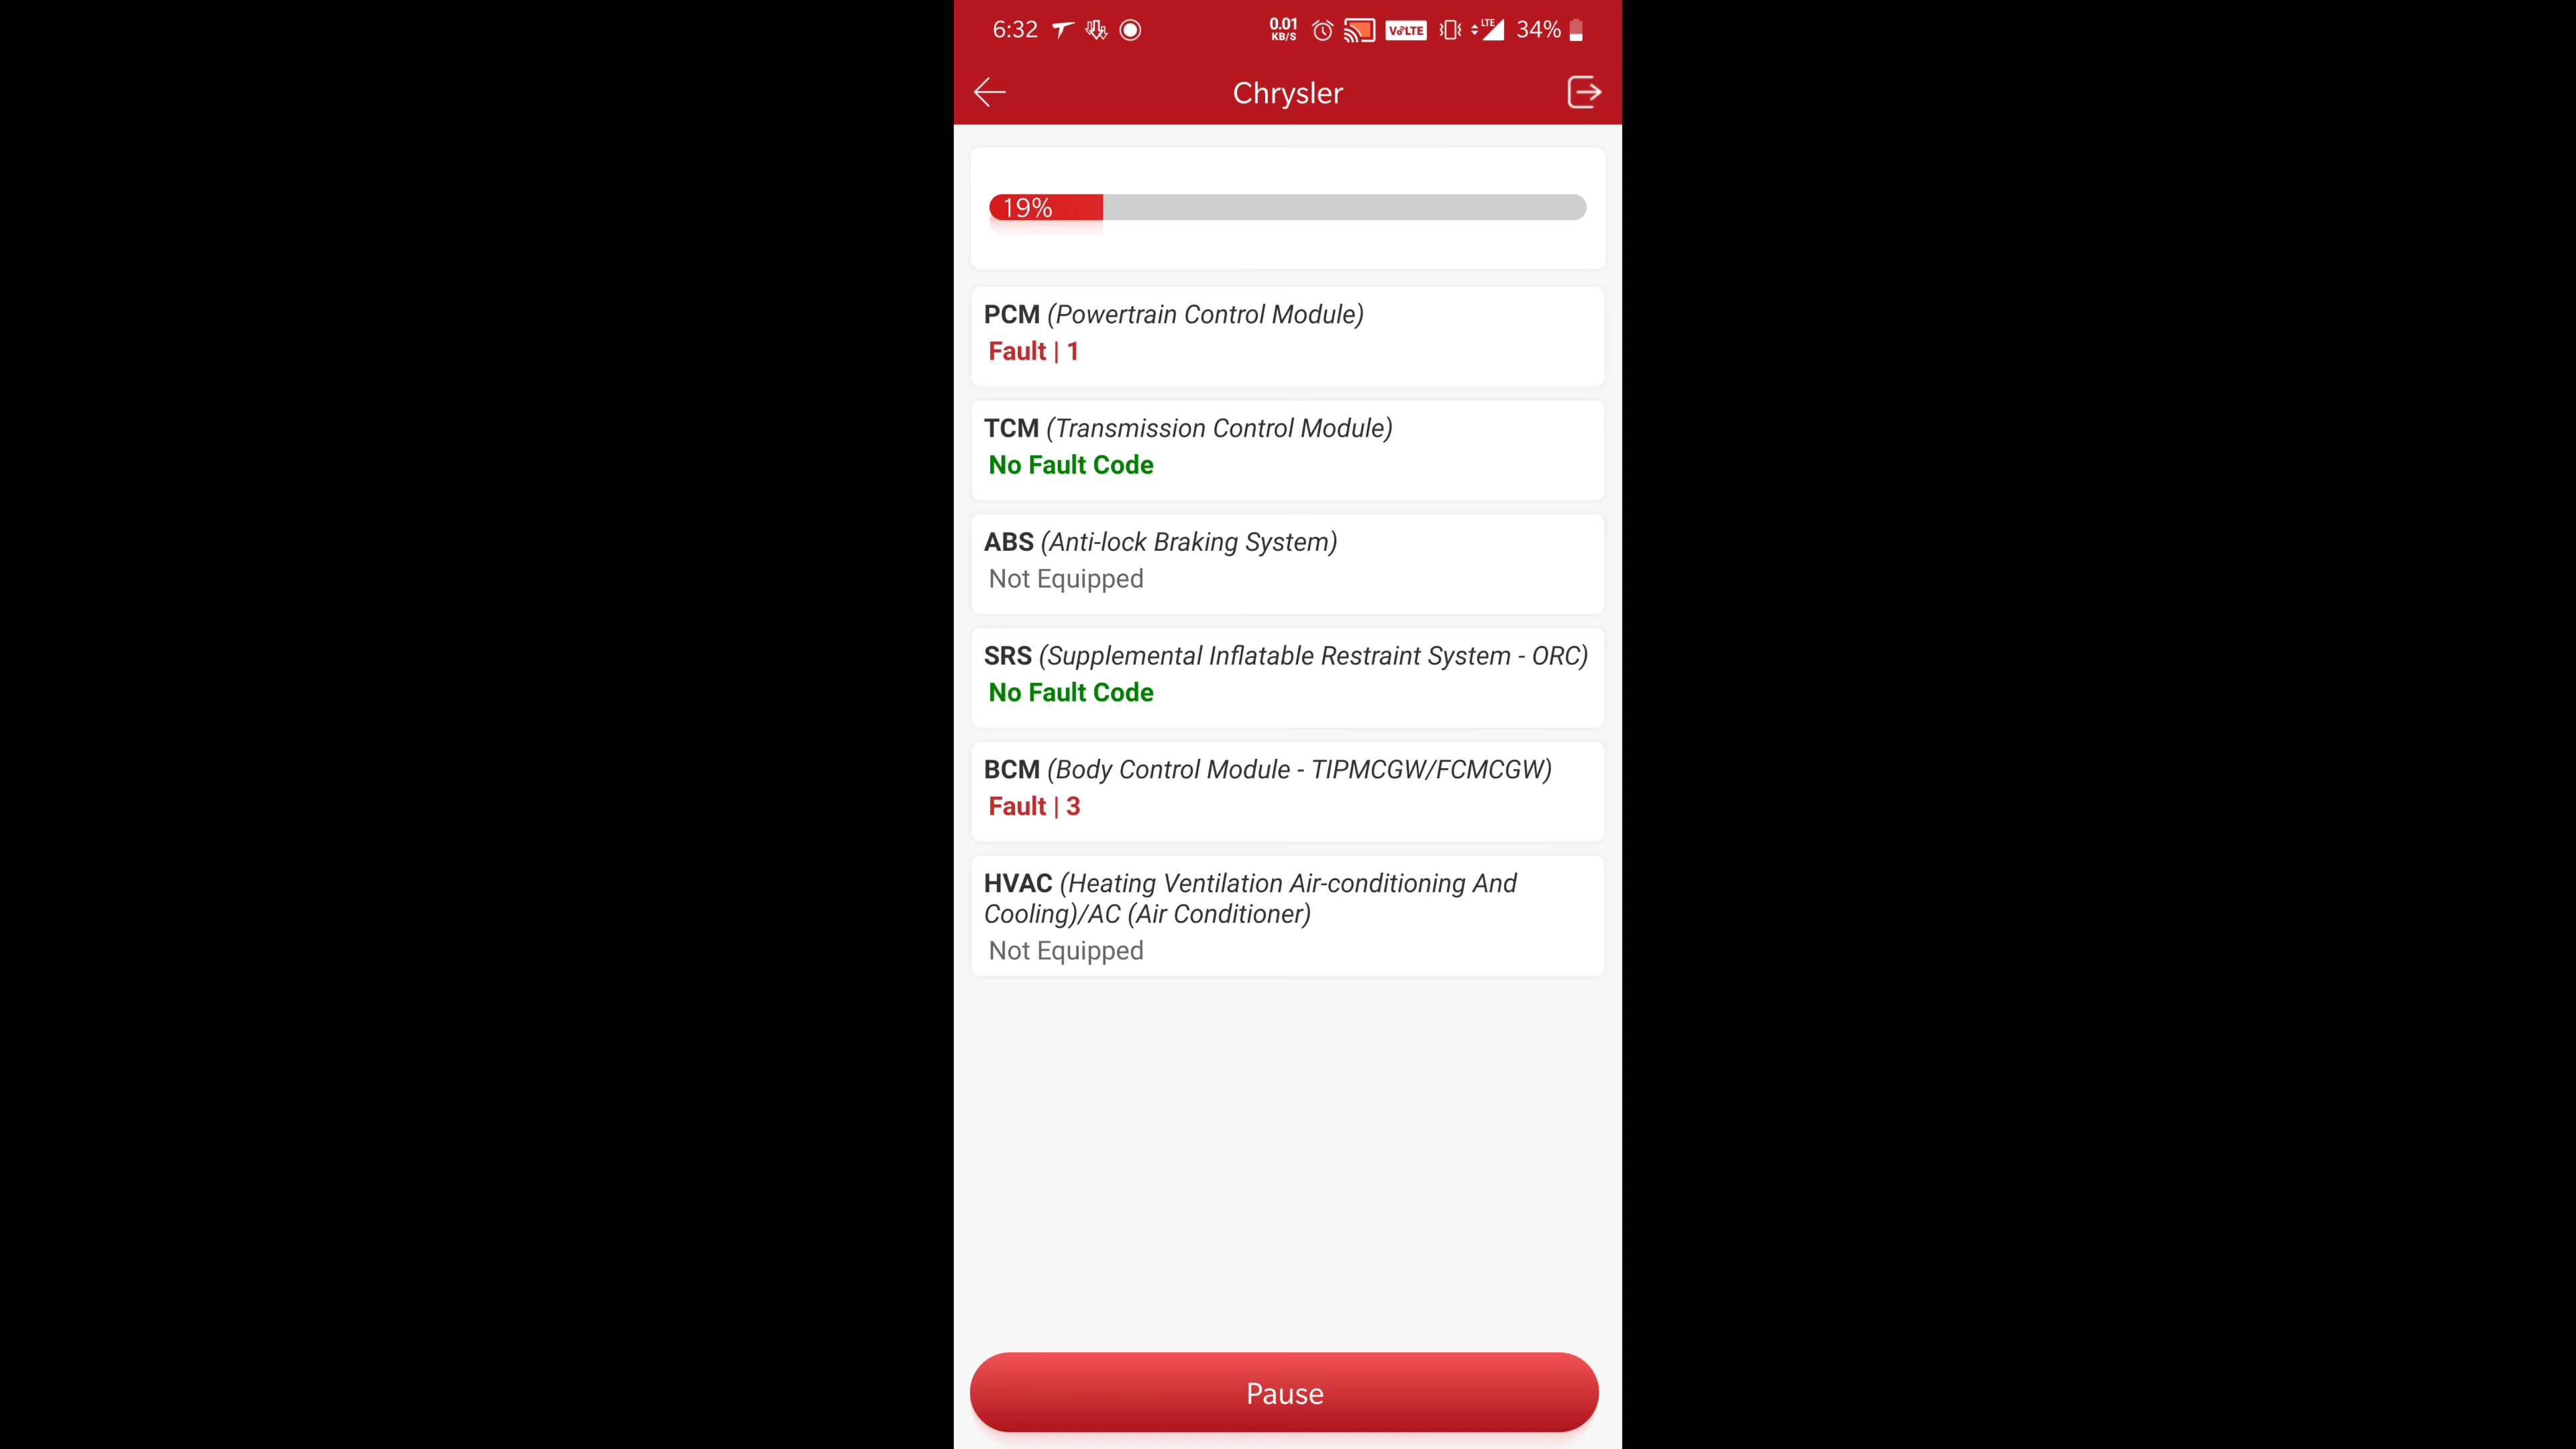 6:32 0.01 KB/S VoLTE LTE 34%
Chrysler
19%
PCM (Powertrain Control Module)
Fault | 1
TCM (Transmission Control Module)
No Fault Code
ABS (Anti-lock Braking System)
Not Equipped
SRS (Supplemental Inflatable Restraint System - ORC)
No Fault Code
BCM (Body Control Module - TIPMCGW/FCMCGW)
Fault | 3
HVAC (Heating Ventilation Air-conditioning And
Cooling)/AC (Air Conditioner)
Not Equipped
Pause